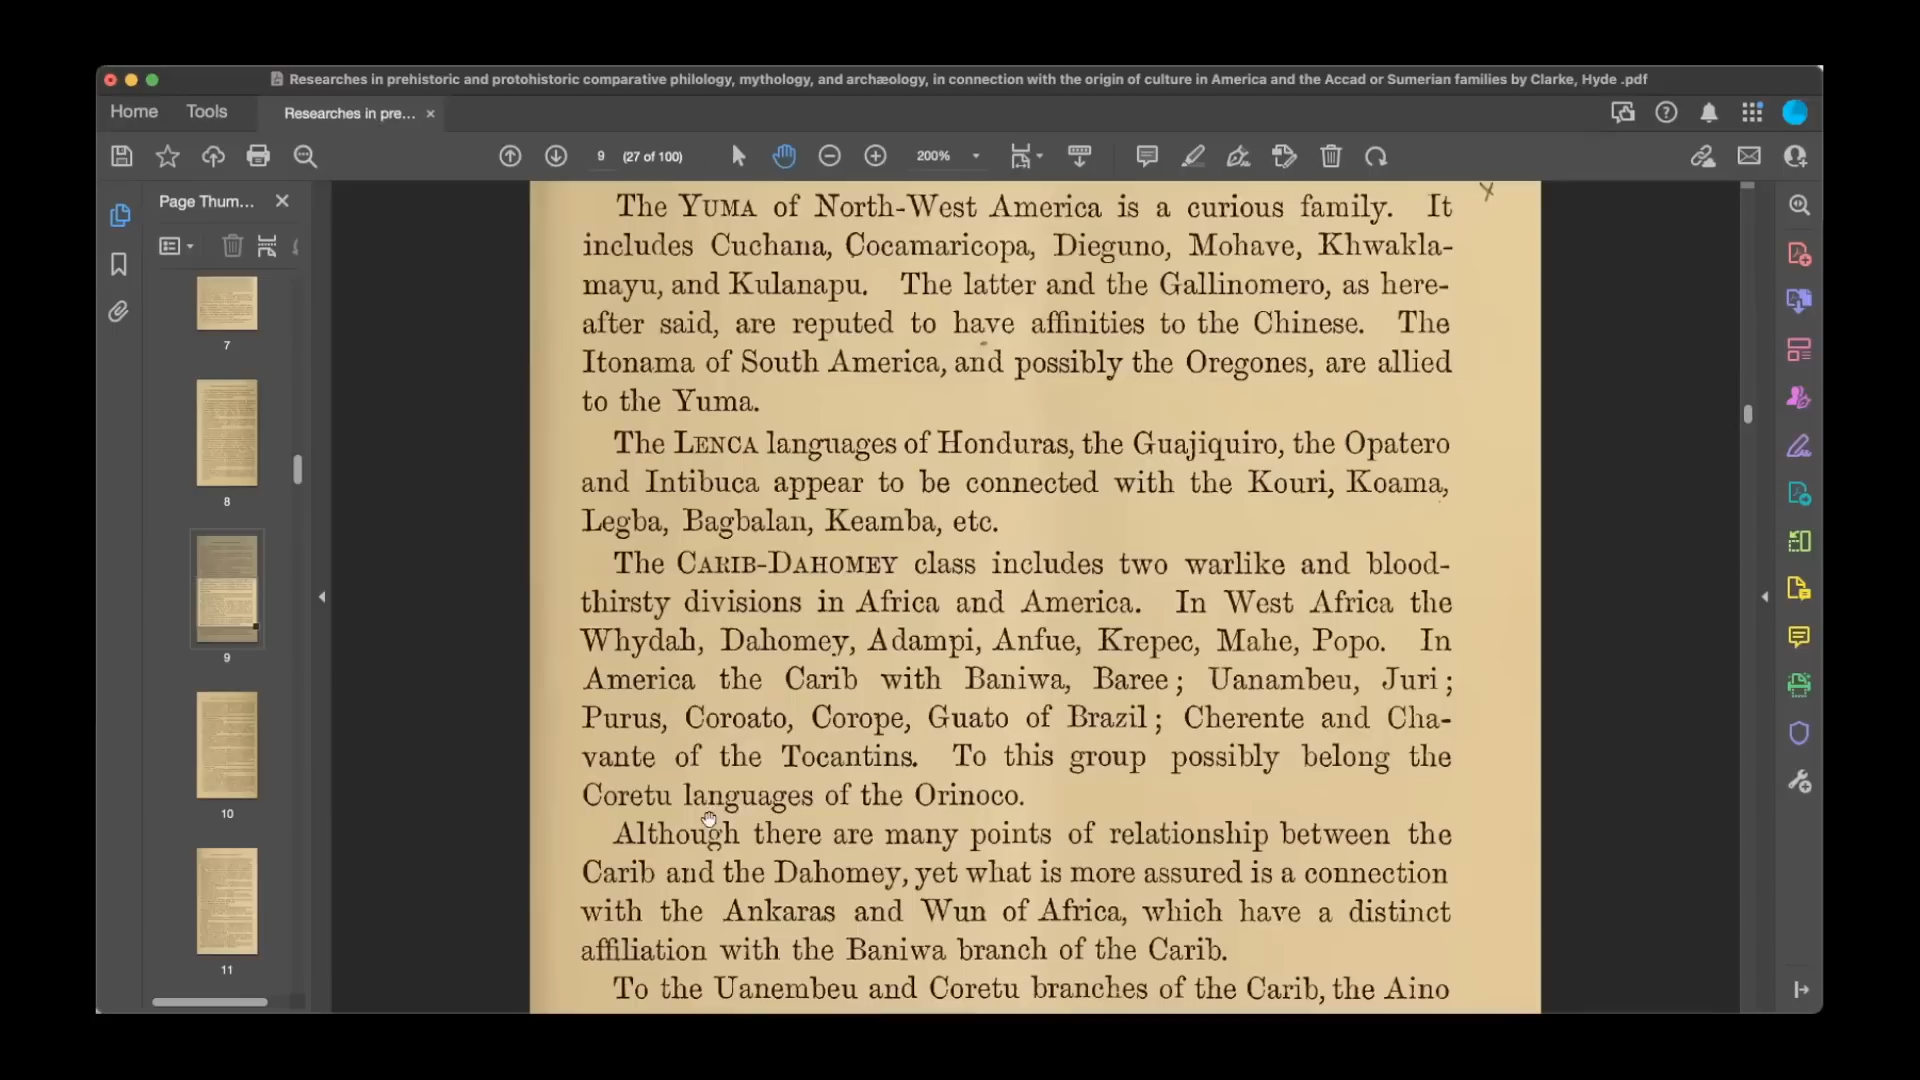 Researches in prehistoric and protohistoric comparative philology, mythology, and archæology, in connection with the origin of culture in America and the Accad or Sumerian families by Clarke, Hyde .pdf
Home
Tools
Researches in pre...
9
(27 of 100)
200%
Page Thum...
7
8
9
10
11
The YUMA of North-West America is a curious family. It
includes Cuchana, Cocamaricopa, Dieguno, Mohave, Khwakla-
mayu, and Kulanapu. The latter and the Gallinomero, as here-
after said, are reputed to have affinities to the Chinese. The
Itonama of South America, and possibly the Oregones, are allied
to the Yuma.
The LENCA languages of Honduras, the Guajiquiro, the Opatero
and Intibuca appear to be connected with the Kouri, Koama,
Legba, Bagbalan, Keamba, etc.
The CARIB-DAHOMEY class includes two warlike and blood-
thirsty divisions in Africa and America. In West Africa the
Whydah, Dahomey, Adampi, Anfue, Krepec, Mahe, Popo. In
America the Carib with Baniwa, Baree; Uanambeu, Juri;
Purus, Coroato, Corope, Guato of Brazil; Cherente and Cha-
vante of the Tocantins. To this group possibly belong the
Coretu languages of the Orinoco.
Although there are many points of relationship between the
Carib and the Dahomey, yet what is more assured is a connection
with the Ankaras and Wun of Africa, which have a distinct
affiliation with the Baniwa branch of the Carib.
To the Uanembeu and Coretu branches of the Carib, the Aino